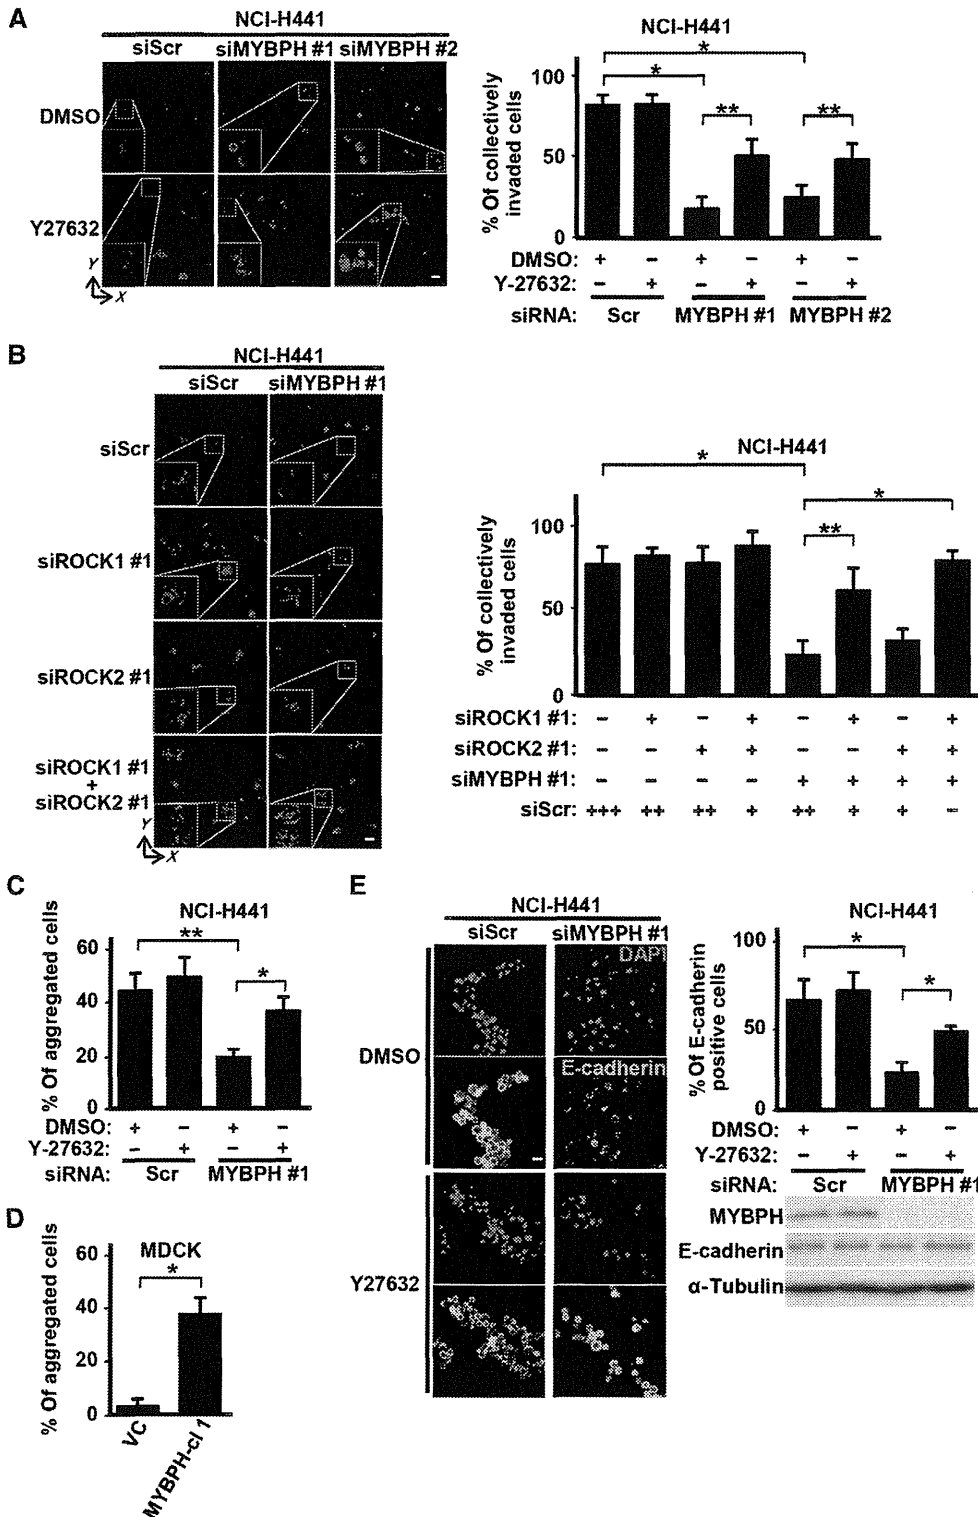 A
NCI-H441
siScr siMYBPH #1 siMYBPH #2
DMSO
Y27632
Y
X
NCI-H441
% Of collectively
invaded cells
100
50
0
*
*
** **
DMSO: + – + – + –
Y-27632: – + – + – +
siRNA: Scr MYBPH #1 MYBPH #2
B
NCI-H441
siScr siMYBPH #1
siScr
siROCK1 #1
siROCK2 #1
siROCK1 #1
+
siROCK2 #1
Y
X
NCI-H441
% Of collectively
invaded cells
100
50
0
*
*
**
siROCK1 #1: – + – + – + – +
siROCK2 #1: – – + + – – + +
siMYBPH #1: – – – – + + + +
siScr: +++ ++ ++ + ++ + + –
C
NCI-H441
% Of aggregated cells
60
40
20
0
**
*
DMSO: + – + –
Y-27632: – + – +
siRNA: Scr MYBPH #1
D
MDCK
% Of aggregated cells
60
40
20
0
*
VC
MYBPH-cl 1
E
NCI-H441
siScr siMYBPH #1
DAPI
DMSO
E-cadherin
Y27632
NCI-H441
% Of E-cadherin
positive cells
100
50
0
*
*
DMSO: + – + –
Y-27632: – + – +
siRNA: Scr MYBPH #1
MYBPH
E-cadherin
α-Tubulin